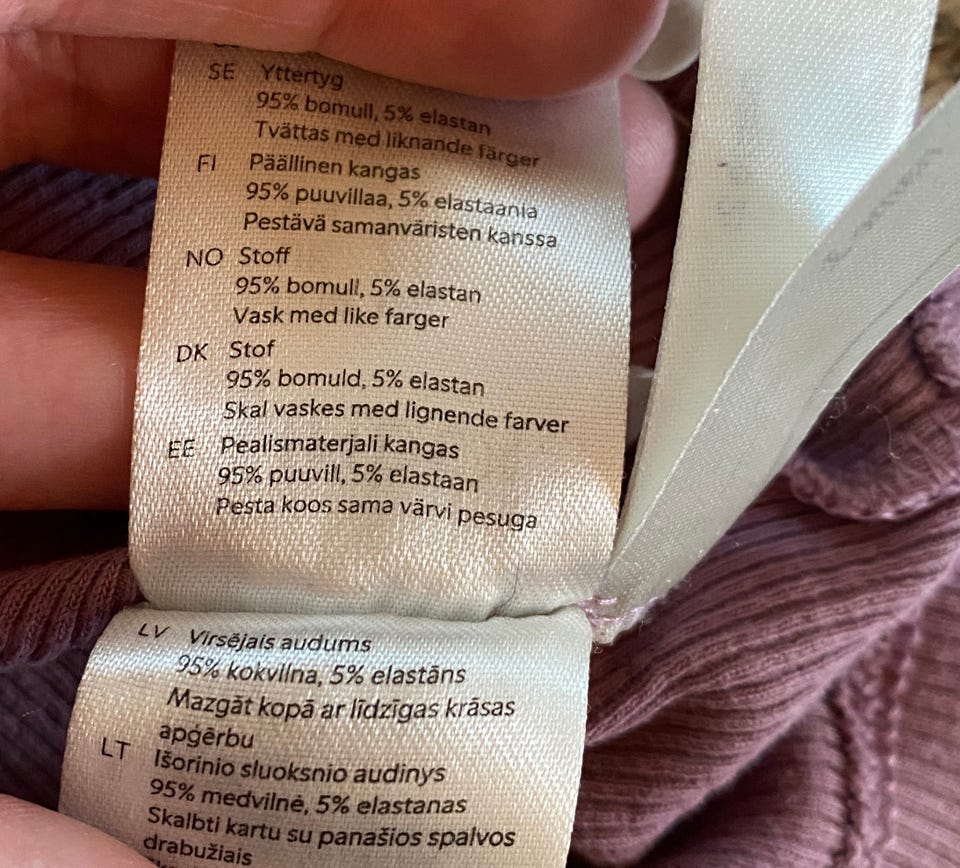 SE Yttertyg
95% bomull, 5% elastan
Tvättas med liknande färger
FI Päällinen kangas
95% puuvillaa, 5% elastaania
Pestävä samanväristen kanssa
NO Stoff
95% bomull, 5% elastan
Vask med like farger
DK Stof
95% bomuld, 5% elastan
Skal vaskes med lignende farver
EE Pealismaterjali kangas
95% puuvill, 5% elastaan
Pesta koos sama värvi pesuga
LV Virsējais audums
95% kokvilna, 5% elastāns
Mazgāt kopā ar līdzīgas krāsas
apģērbu
LT Išorinio sluoksnio audinys
95% medvilnė, 5% elastanas
Skalbti kartu su panašios spalvos
drabužiais